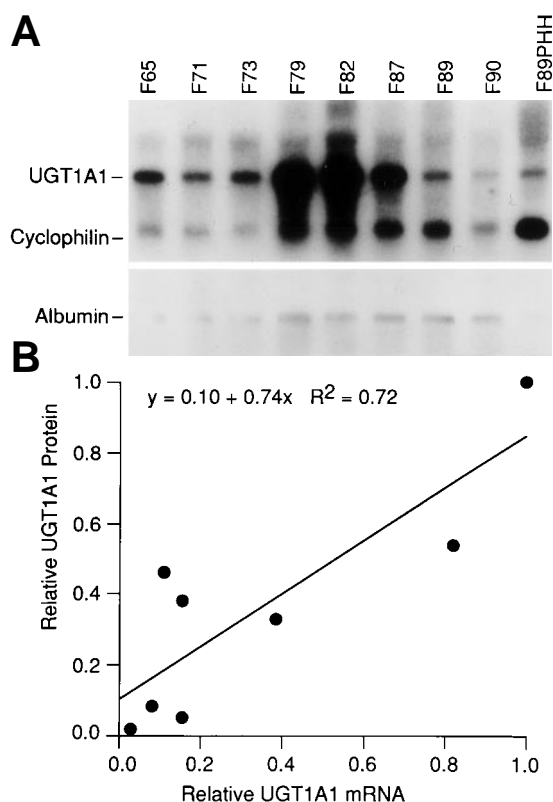 A
F65 F71 F73 F79 F82 F87 F89 F90 F89PHH
UGT1A1
Cyclophilin
Albumin
B
y = 0.10 + 0.74x R² = 0.72
Relative UGT1A1 Protein
1.0
0.8
0.6
0.4
0.2
0.0
0.0 0.2 0.4 0.6 0.8 1.0
Relative UGT1A1 mRNA